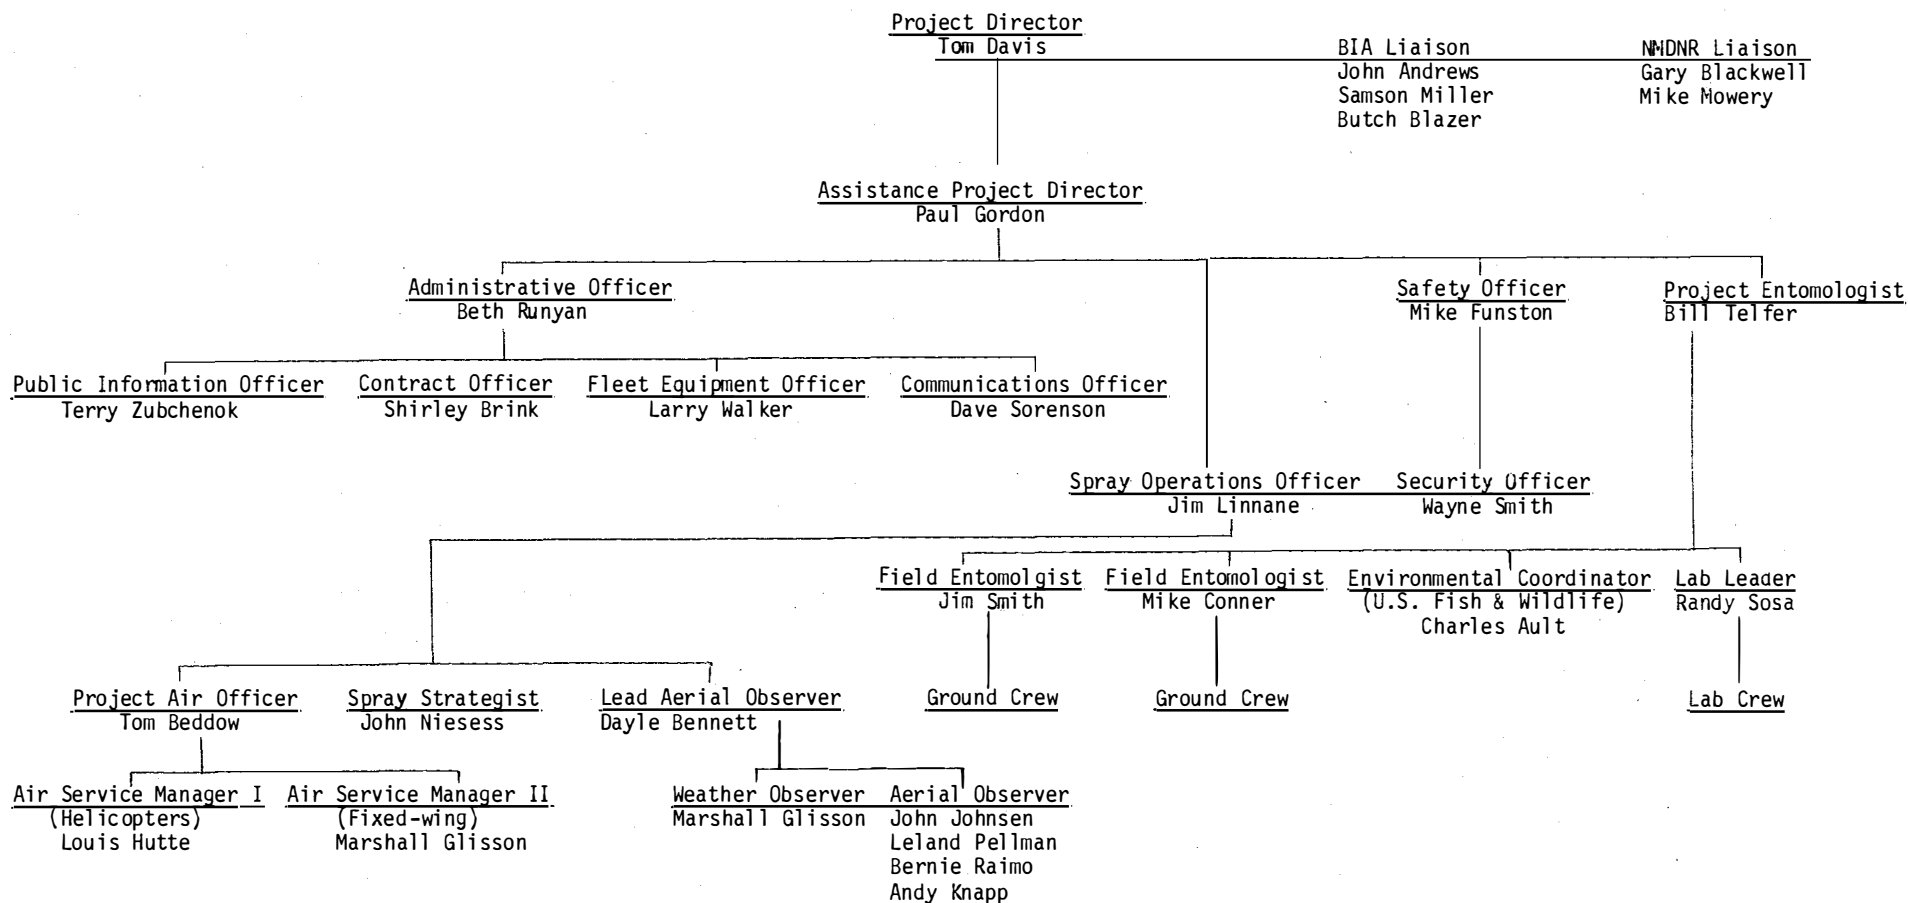 Project Director
Tom Davis
BIA Liaison
John Andrews
Samson Miller
Butch Blazer
NMDNR Liaison
Gary Blackwell
Mike Mowery
Assistance Project Director
Paul Gordon
Administrative Officer
Beth Runyan
Safety Officer
Mike Funston
Project Entomologist
Bill Telfer
Public Information Officer
Terry Zubchenok
Contract Officer
Shirley Brink
Fleet Equipment Officer
Larry Walker
Communications Officer
Dave Sorenson
Spray Operations Officer
Jim Linnane
Security Officer
Wayne Smith
Field Entomolgist
Jim Smith
Field Entomologist
Mike Conner
Environmental Coordinator
(U.S. Fish & Wildlife)
Charles Ault
Lab Leader
Randy Sosa
Project Air Officer
Tom Beddow
Spray Strategist
John Niesess
Lead Aerial Observer
Dayle Bennett
Ground Crew
Ground Crew
Lab Crew
Air Service Manager I
(Helicopters)
Louis Hutte
Air Service Manager II
(Fixed-wing)
Marshall Glisson
Weather Observer
Marshall Glisson
Aerial Observer
John Johnsen
Leland Pellman
Bernie Raimo
Andy Knapp